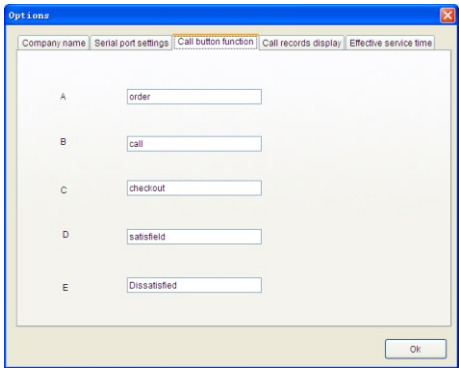 Options
Company name Serial port settings Call button function Call records display Effective service time
A order
B call
C checkout
D satisfield
E Dissatisfied
Ok